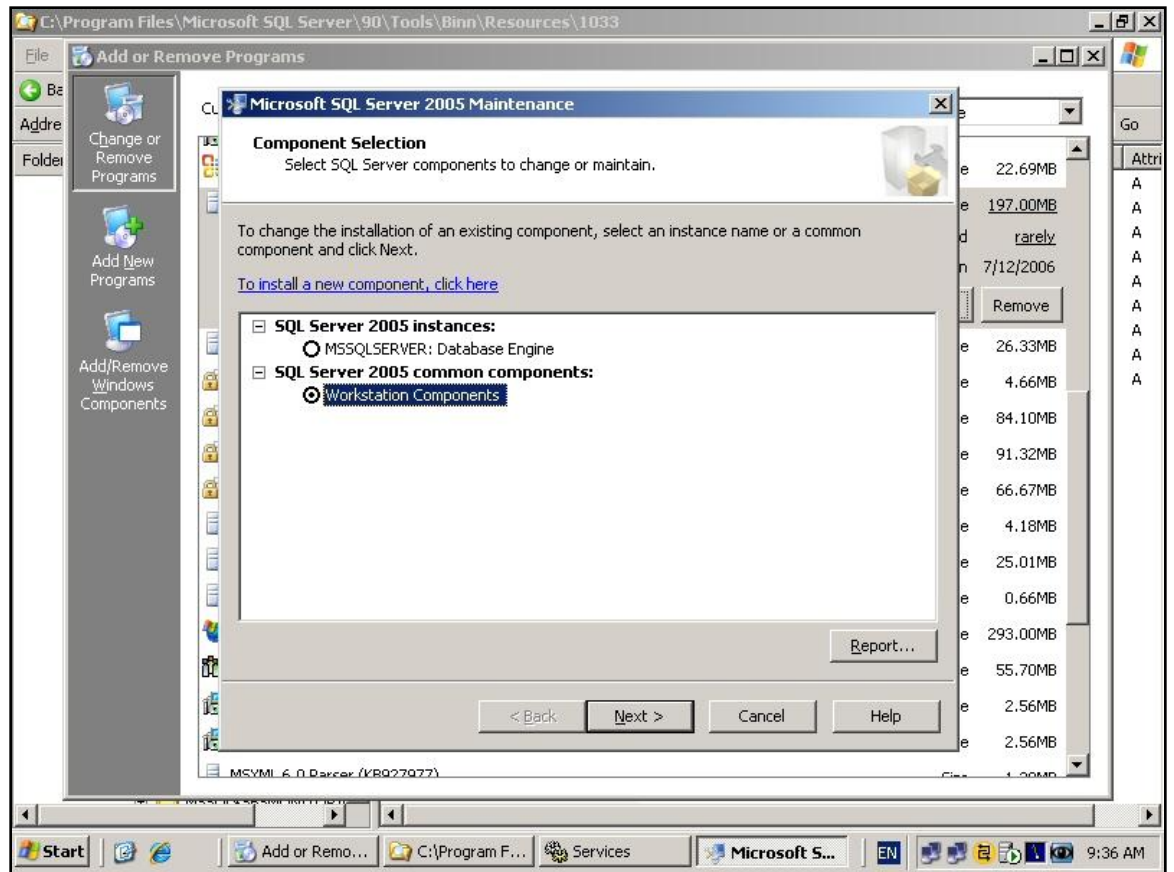 C:\Program Files\Microsoft SQL Server\90\Tools\Binn\Resources\1033
File
Add or Remove Programs
Addre
Go
Folder
Attri
Change or
Remove
Programs
Add New
Programs
Add/Remove
Windows
Components
Microsoft SQL Server 2005 Maintenance
Component Selection
Select SQL Server components to change or maintain.
To change the installation of an existing component, select an instance name or a common
component and click Next.
To install a new component, click here
SQL Server 2005 instances:
MSSQLSERVER: Database Engine
SQL Server 2005 common components:
Workstation Components
Report...
< Back
Next >
Cancel
Help
e 22.69MB
e 197.00MB
d rarely
n 7/12/2006
Remove
e 26.33MB
e 4.66MB
e 84.10MB
e 91.32MB
e 66.67MB
e 4.18MB
e 25.01MB
e 0.66MB
e 293.00MB
e 55.70MB
e 2.56MB
e 2.56MB
MSXML 6.0 Parser (KB927977)
A
A
A
A
A
A
A
A
A
Start
Add or Remo...
C:\Program F...
Services
Microsoft S...
EN
9:36 AM